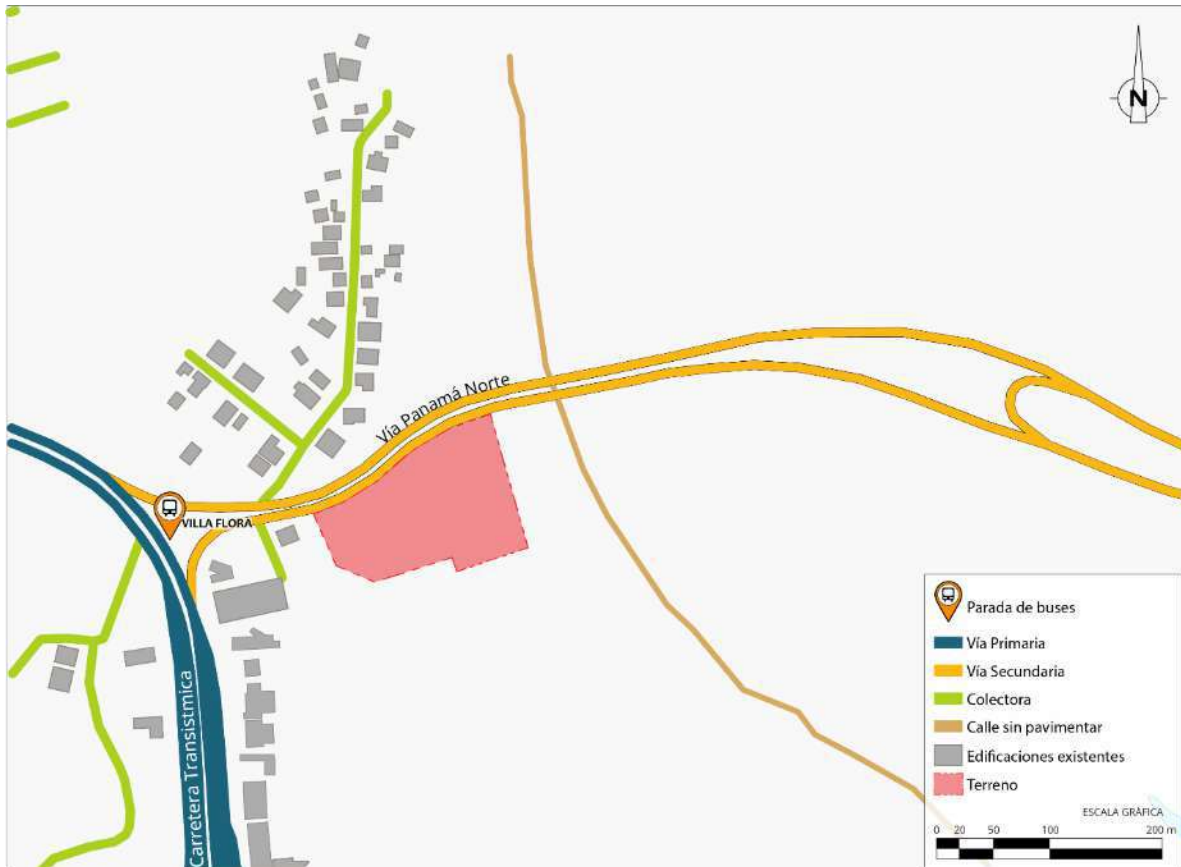 N
Vía Panamá Norte
VILLA FLORA
Carretera Transistmica
Parada de buses
Vía Primaria
Vía Secundaria
Colectora
Calle sin pavimentar
Edificaciones existentes
Terreno
ESCALA GRÁFICA
0 20 50 100 200 m